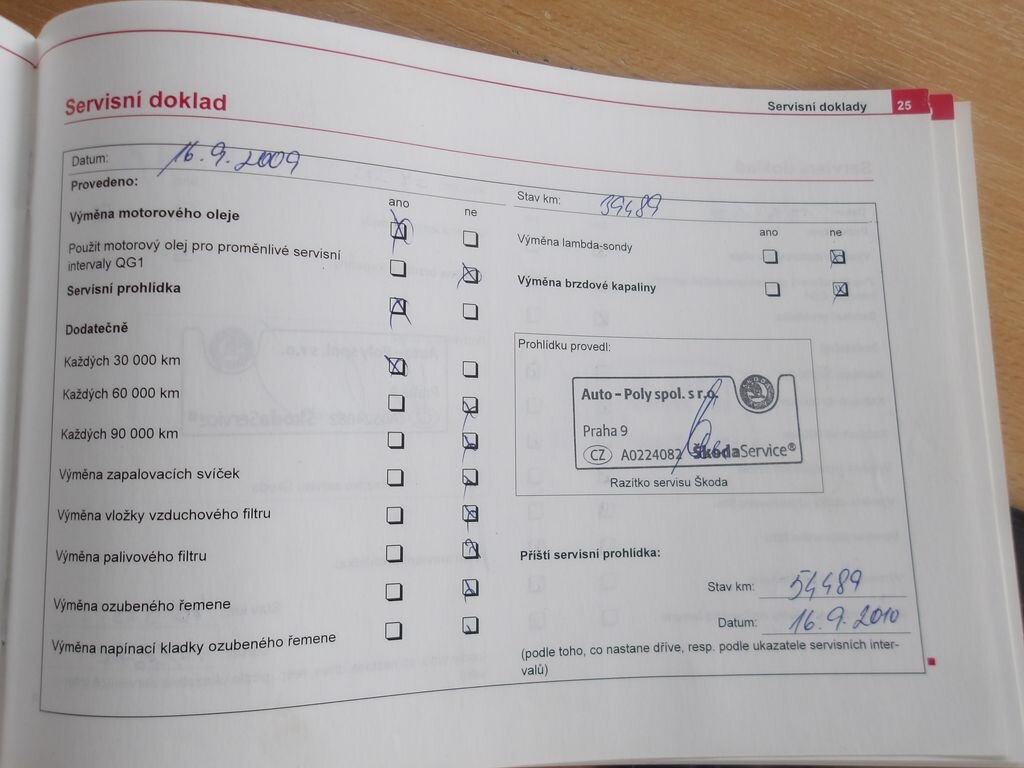 Servisní doklady 25
Servisní doklad
Datum: 16.9.2009
Provedeno:
ano ne
Výměna motorového oleje
Použit motorový olej pro proměnlivé servisní
intervaly QG1
Servisní prohlídka
Dodatečně
Každých 30 000 km
Každých 60 000 km
Každých 90 000 km
Výměna zapalovacích svíček
Výměna vložky vzduchového filtru
Výměna palivového filtru
Výměna ozubeného řemene
Výměna napínací kladky ozubeného řemene
Stav km: 39489
ano ne
Výměna lambda-sondy
Výměna brzdové kapaliny
Prohlídku provedl:
Auto – Poly spol. s r.o.
Praha 9
CZ A0224082 ŠkodaService®
Razítko servisu Škoda
Příští servisní prohlídka:
Stav km: 54489
Datum: 16.9.2010
(podle toho, co nastane dříve, resp. podle ukazatele servisních inter-
valů)